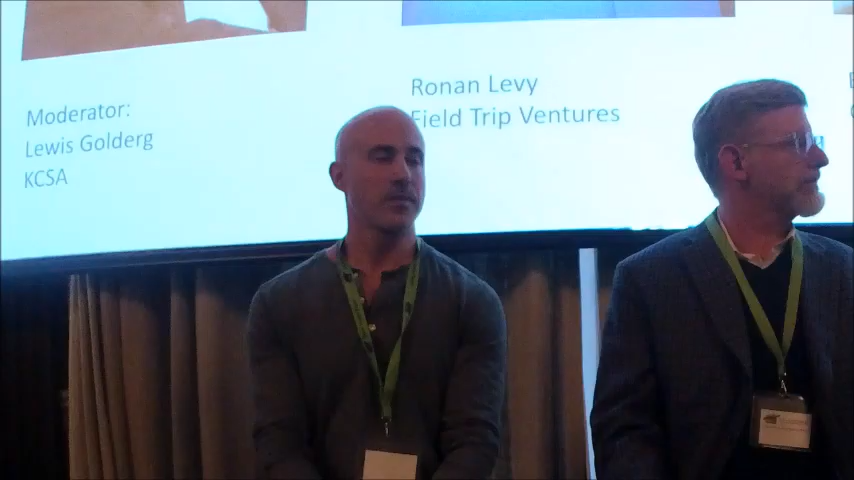 Moderator:
Lewis Golderg
KCSA
Ronan Levy
Field Trip Ventures